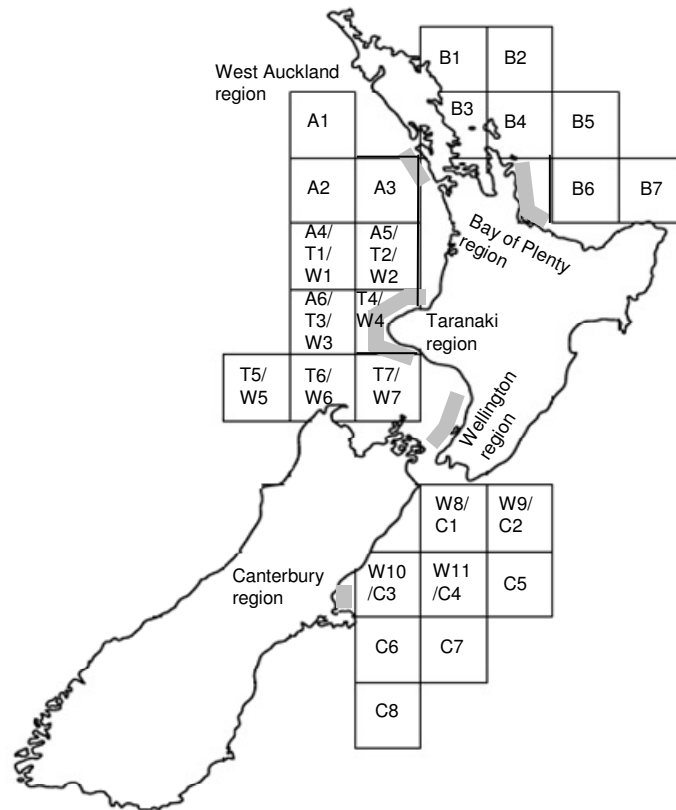 B1
B2
West Auckland
region
A1
B3
B4
B5
A2
A3
B6
B7
A4/
T1/
W1
A5/
T2/
W2
Bay of Plenty
region
A6/
T3/
W3
T4/
W4
Taranaki
region
T5/
W5
T6/
W6
T7/
W7
Wellington
region
W8/
C1
W9/
C2
Canterbury
region
W10
/C3
W11
/C4
C5
C6
C7
C8